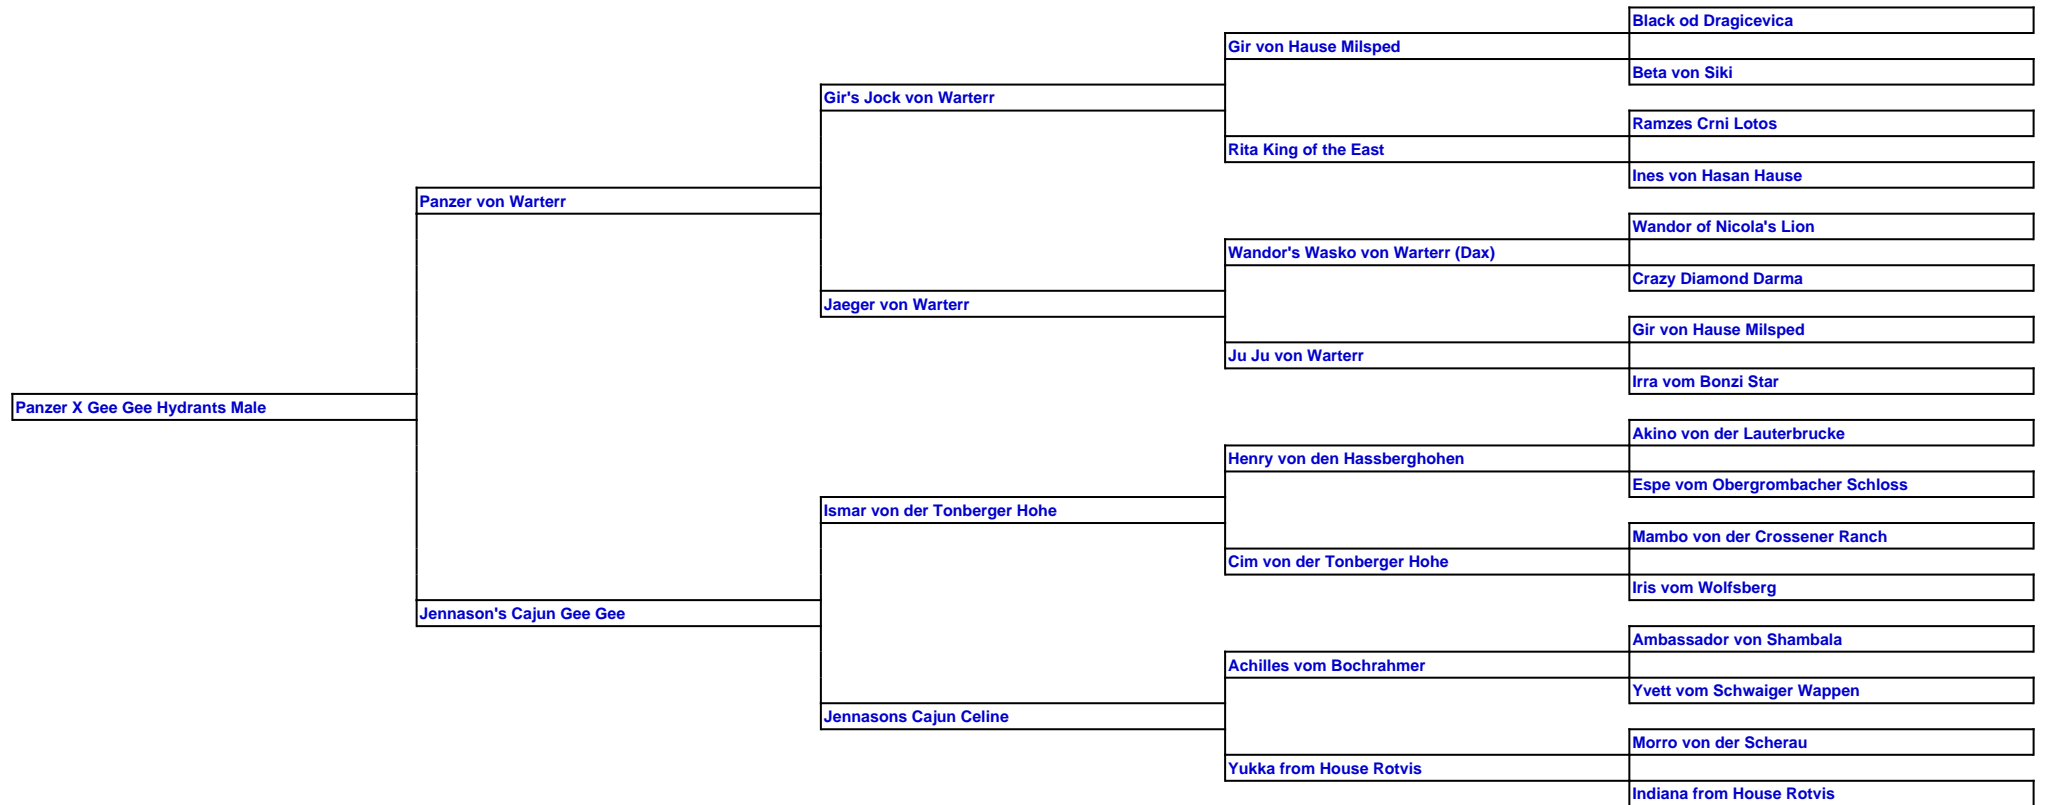 Black od Dragicevica
Gir von Hause Milsped
Beta von Siki
Gir's Jock von Warterr
Ramzes Crni Lotos
Rita King of the East
Ines von Hasan Hause
Panzer von Warterr
Wandor of Nicola's Lion
Wandor's Wasko von Warterr (Dax)
Crazy Diamond Darma
Jaeger von Warterr
Gir von Hause Milsped
Ju Ju von Warterr
Irra vom Bonzi Star
Panzer X Gee Gee Hydrants Male
Akino von der Lauterbrucke
Henry von den Hassberghohen
Espe vom Obergrombacher Schloss
Ismar von der Tonberger Hohe
Mambo von der Crossener Ranch
Cim von der Tonberger Hohe
Iris vom Wolfsberg
Jennason's Cajun Gee Gee
Ambassador von Shambala
Achilles vom Bochrahmer
Yvett vom Schwaiger Wappen
Jennasons Cajun Celine
Morro von der Scherau
Yukka from House Rotvis
Indiana from House Rotvis